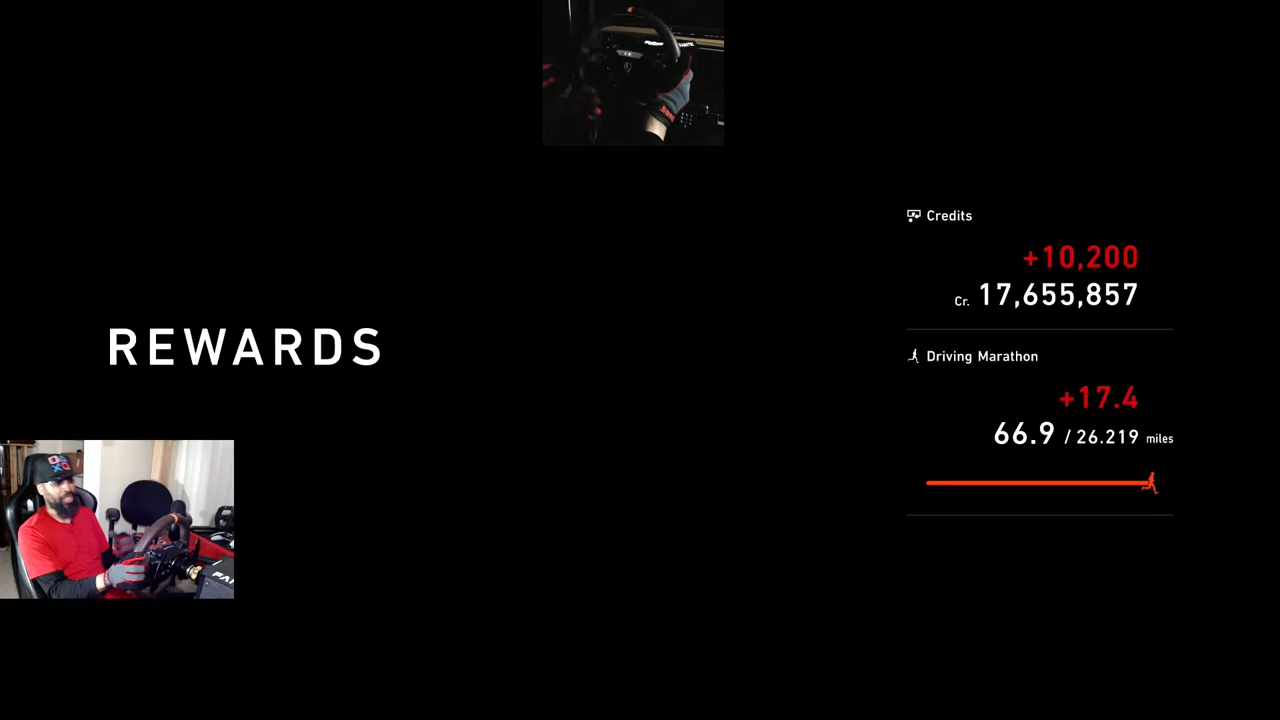 Credits
+10,200
Cr. 17,655,857
REWARDS
Driving Marathon
+17.4
66.9 / 26.219 miles